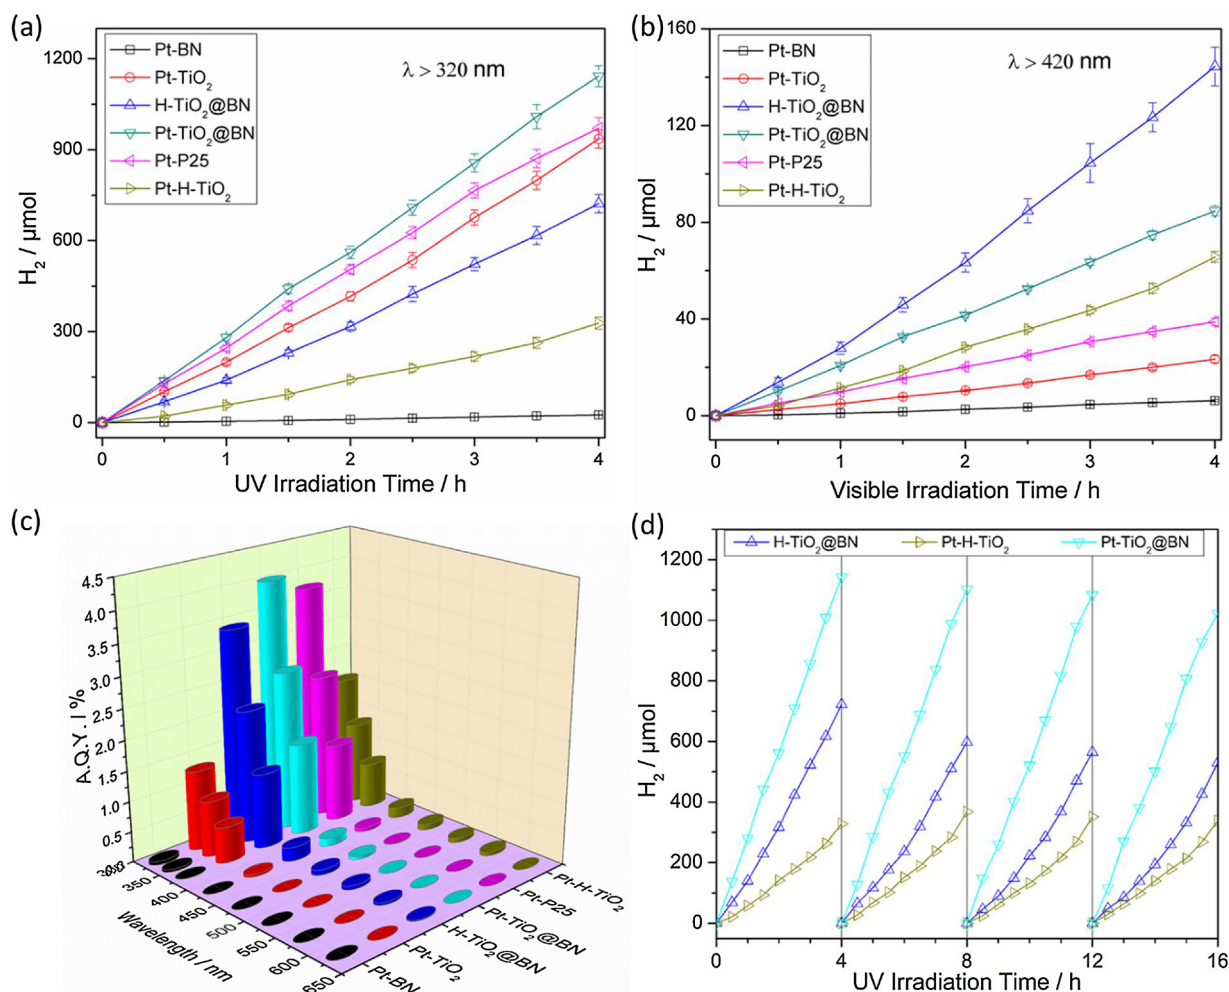 (a)
1200
900
600
300
0
H₂ / μmol
Pt-BN
Pt-TiO₂
H-TiO₂@BN
Pt-TiO₂@BN
Pt-P25
Pt-H-TiO₂
λ > 320 nm
0 1 2 3 4
UV Irradiation Time / h
(b)
160
120
80
40
0
H₂ / μmol
Pt-BN
Pt-TiO₂
H-TiO₂@BN
Pt-TiO₂@BN
Pt-P25
Pt-H-TiO₂
λ > 420 nm
0 1 2 3 4
Visible Irradiation Time / h
(c)
4.5
4.0
3.5
3.0
2.5
2.0
1.5
1.0
0.5
A.Q.Y. / %
350
400
450
500
550
600
650
Wavelength / nm
Pt-H-TiO₂
Pt-P25
Pt-TiO₂@BN
H-TiO₂@BN
Pt-TiO₂
Pt-BN
(d)
H-TiO₂@BN Pt-H-TiO₂ Pt-TiO₂@BN
1200
1000
800
600
400
200
0
H₂ / μmol
0 4 8 12 16
UV Irradiation Time / h